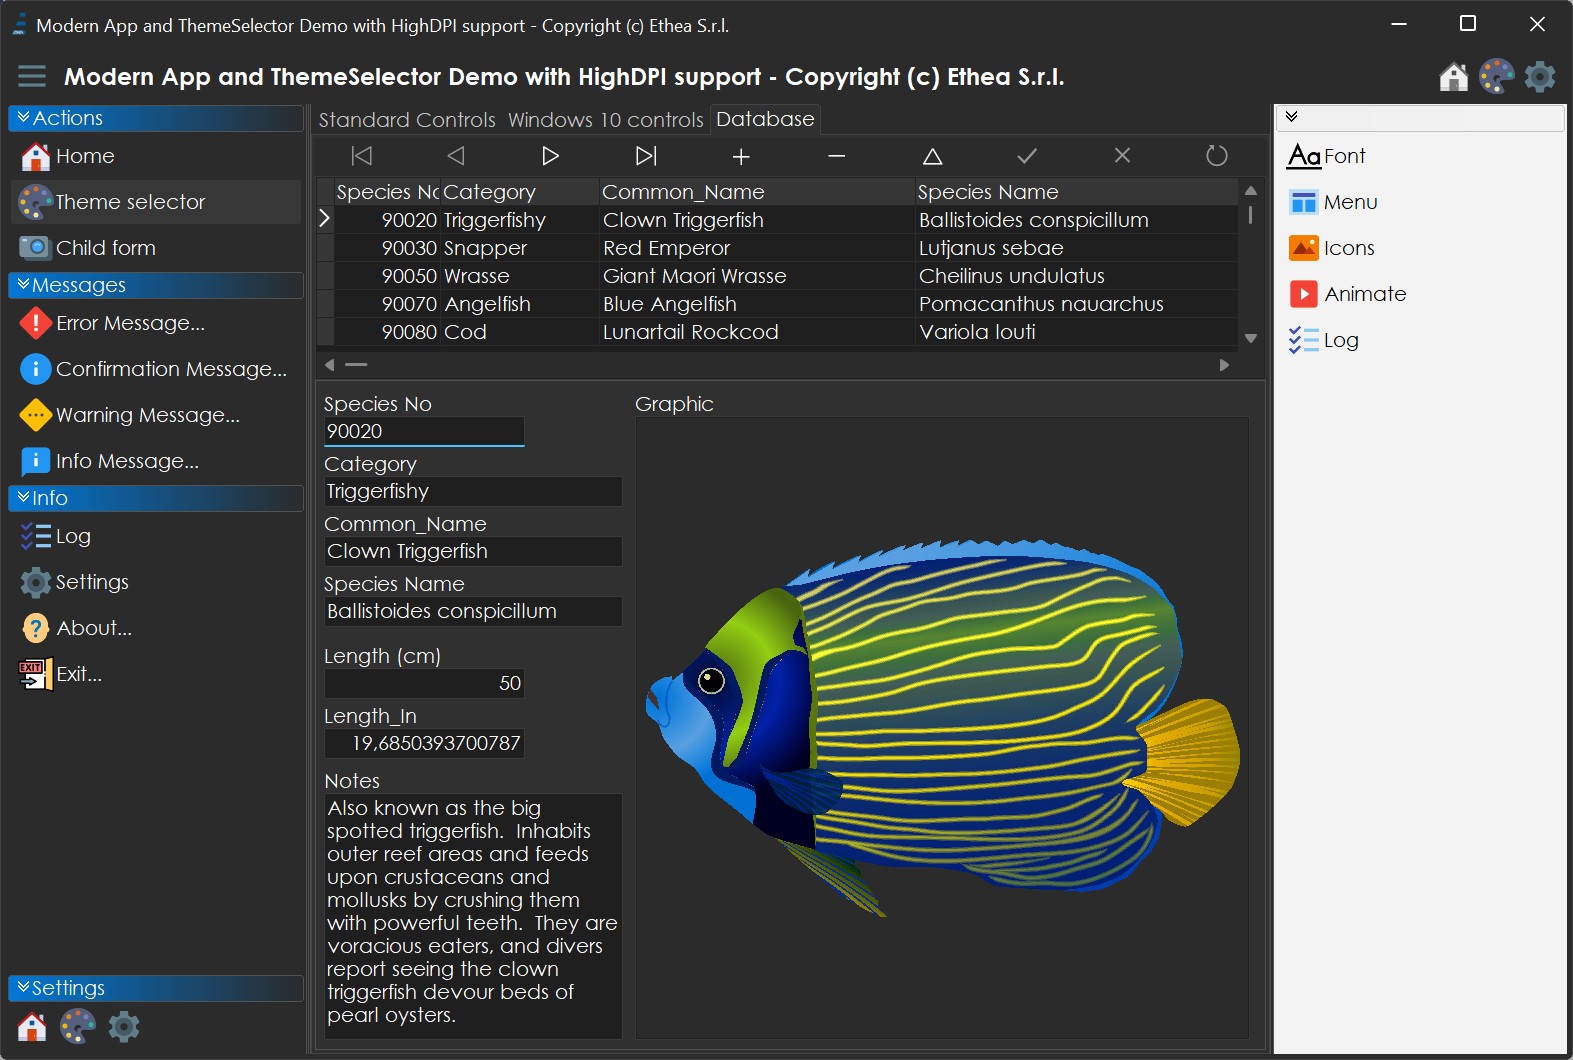 Modern App and ThemeSelector Demo with HighDPI support - Copyright (c) Ethea S.r.l.
Modern App and ThemeSelector Demo with HighDPI support - Copyright (c) Ethea S.r.l.
Actions
Home
Theme selector
Child form
Messages
Error Message...
Confirmation Message...
Warning Message...
Info Message...
Info
Log
Settings
About...
EXIT
Exit...
Settings
Standard Controls Windows 10 controls Database
Species No Category Common_Name Species Name
90020 Triggerfishy Clown Triggerfish Ballistoides conspicillum
90030 Snapper Red Emperor Lutjanus sebae
90050 Wrasse Giant Maori Wrasse Cheilinus undulatus
90070 Angelfish Blue Angelfish Pomacanthus nauarchus
90080 Cod Lunartail Rockcod Variola louti
Species No
90020
Category
Triggerfishy
Common_Name
Clown Triggerfish
Species Name
Ballistoides conspicillum
Length (cm)
50
Length_In
19,6850393700787
Notes
Also known as the big
spotted triggerfish. Inhabits
outer reef areas and feeds
upon crustaceans and
mollusks by crushing them
with powerful teeth. They are
voracious eaters, and divers
report seeing the clown
triggerfish devour beds of
pearl oysters.
Graphic
Aa Font
Menu
Icons
Animate
Log